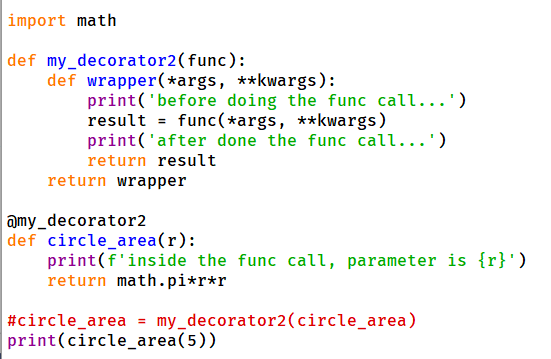 import math

def my_decorator2(func):
    def wrapper(*args, **kwargs):
        print('before doing the func call...')
        result = func(*args, **kwargs)
        print('after done the func call...')
        return result
    return wrapper

@my_decorator2
def circle_area(r):
    print(f'inside the func call, parameter is {r}')
    return math.pi*r*r

#circle_area = my_decorator2(circle_area)
print(circle_area(5))